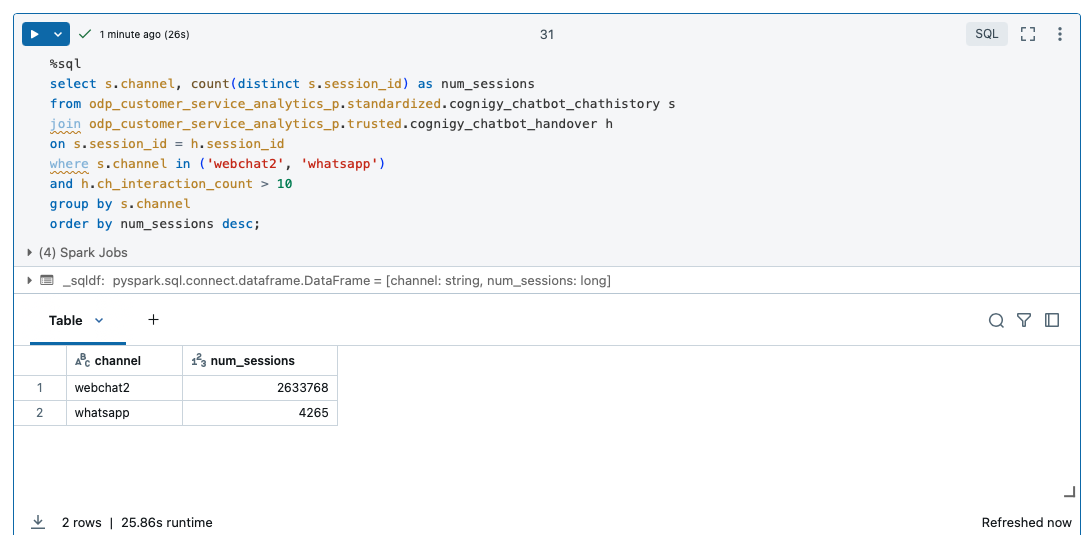 1 minute ago (26s)
31
SQL
%sql
select s.channel, count(distinct s.session_id) as num_sessions
from odp_customer_service_analytics_p.standardized.cognigy_chatbot_chathistory s
join odp_customer_service_analytics_p.trusted.cognigy_chatbot_handover h
on s.session_id = h.session_id
where s.channel in ('webchat2', 'whatsapp')
and h.ch_interaction_count > 10
group by s.channel
order by num_sessions desc;
(4) Spark Jobs
_sqldf: pyspark.sql.connect.dataframe.DataFrame = [channel: string, num_sessions: long]
Table +
ABC channel 123 num_sessions
1 webchat2 2633768
2 whatsapp 4265
2 rows | 25.86s runtime
Refreshed now